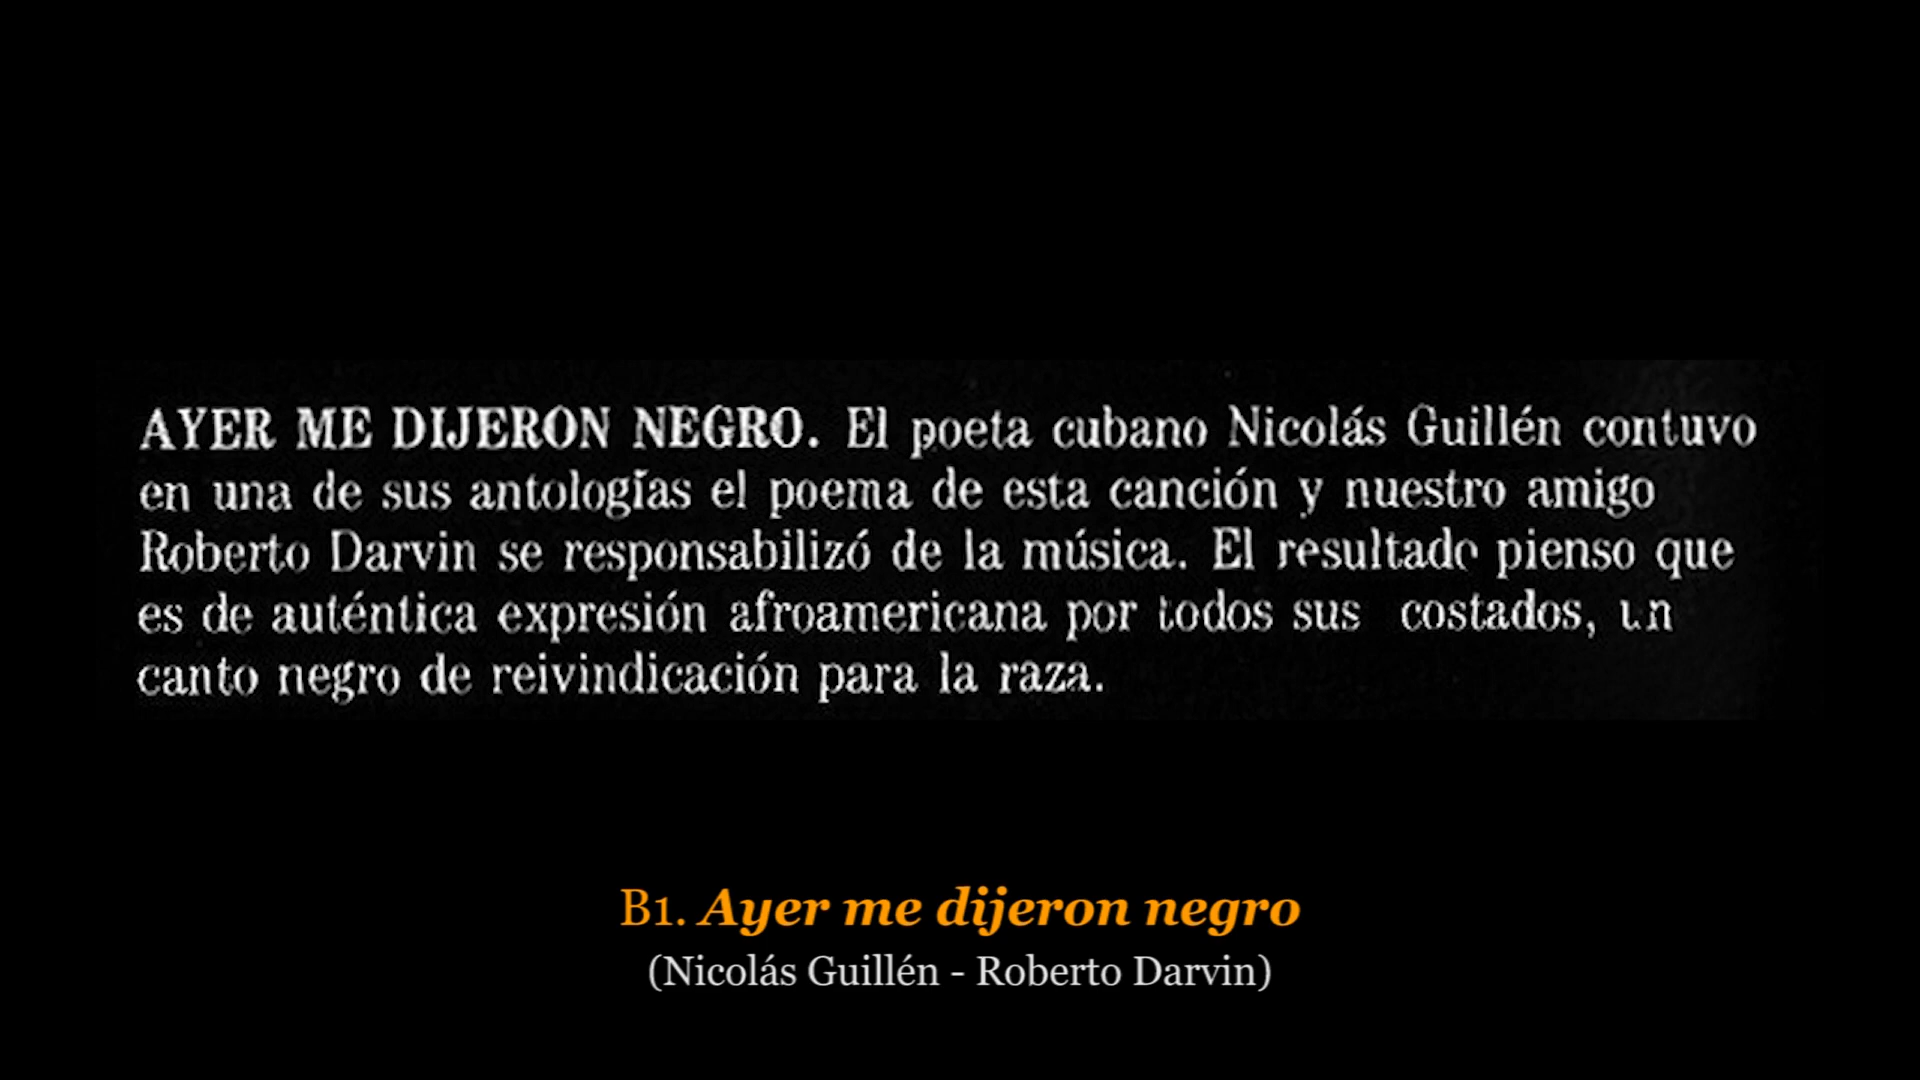 AYER ME DIJERON NEGRO. El poeta cubano Nicolás Guillén contuvo
en una de sus antologías el poema de esta canción y nuestro amigo
Roberto Darvin se responsabilizó de la música. El resultado pienso que
es de auténtica expresión afroamericana por todos sus costados, un
canto negro de reivindicación para la raza.
B1. Ayer me dijeron negro
(Nicolás Guillén - Roberto Darvin)